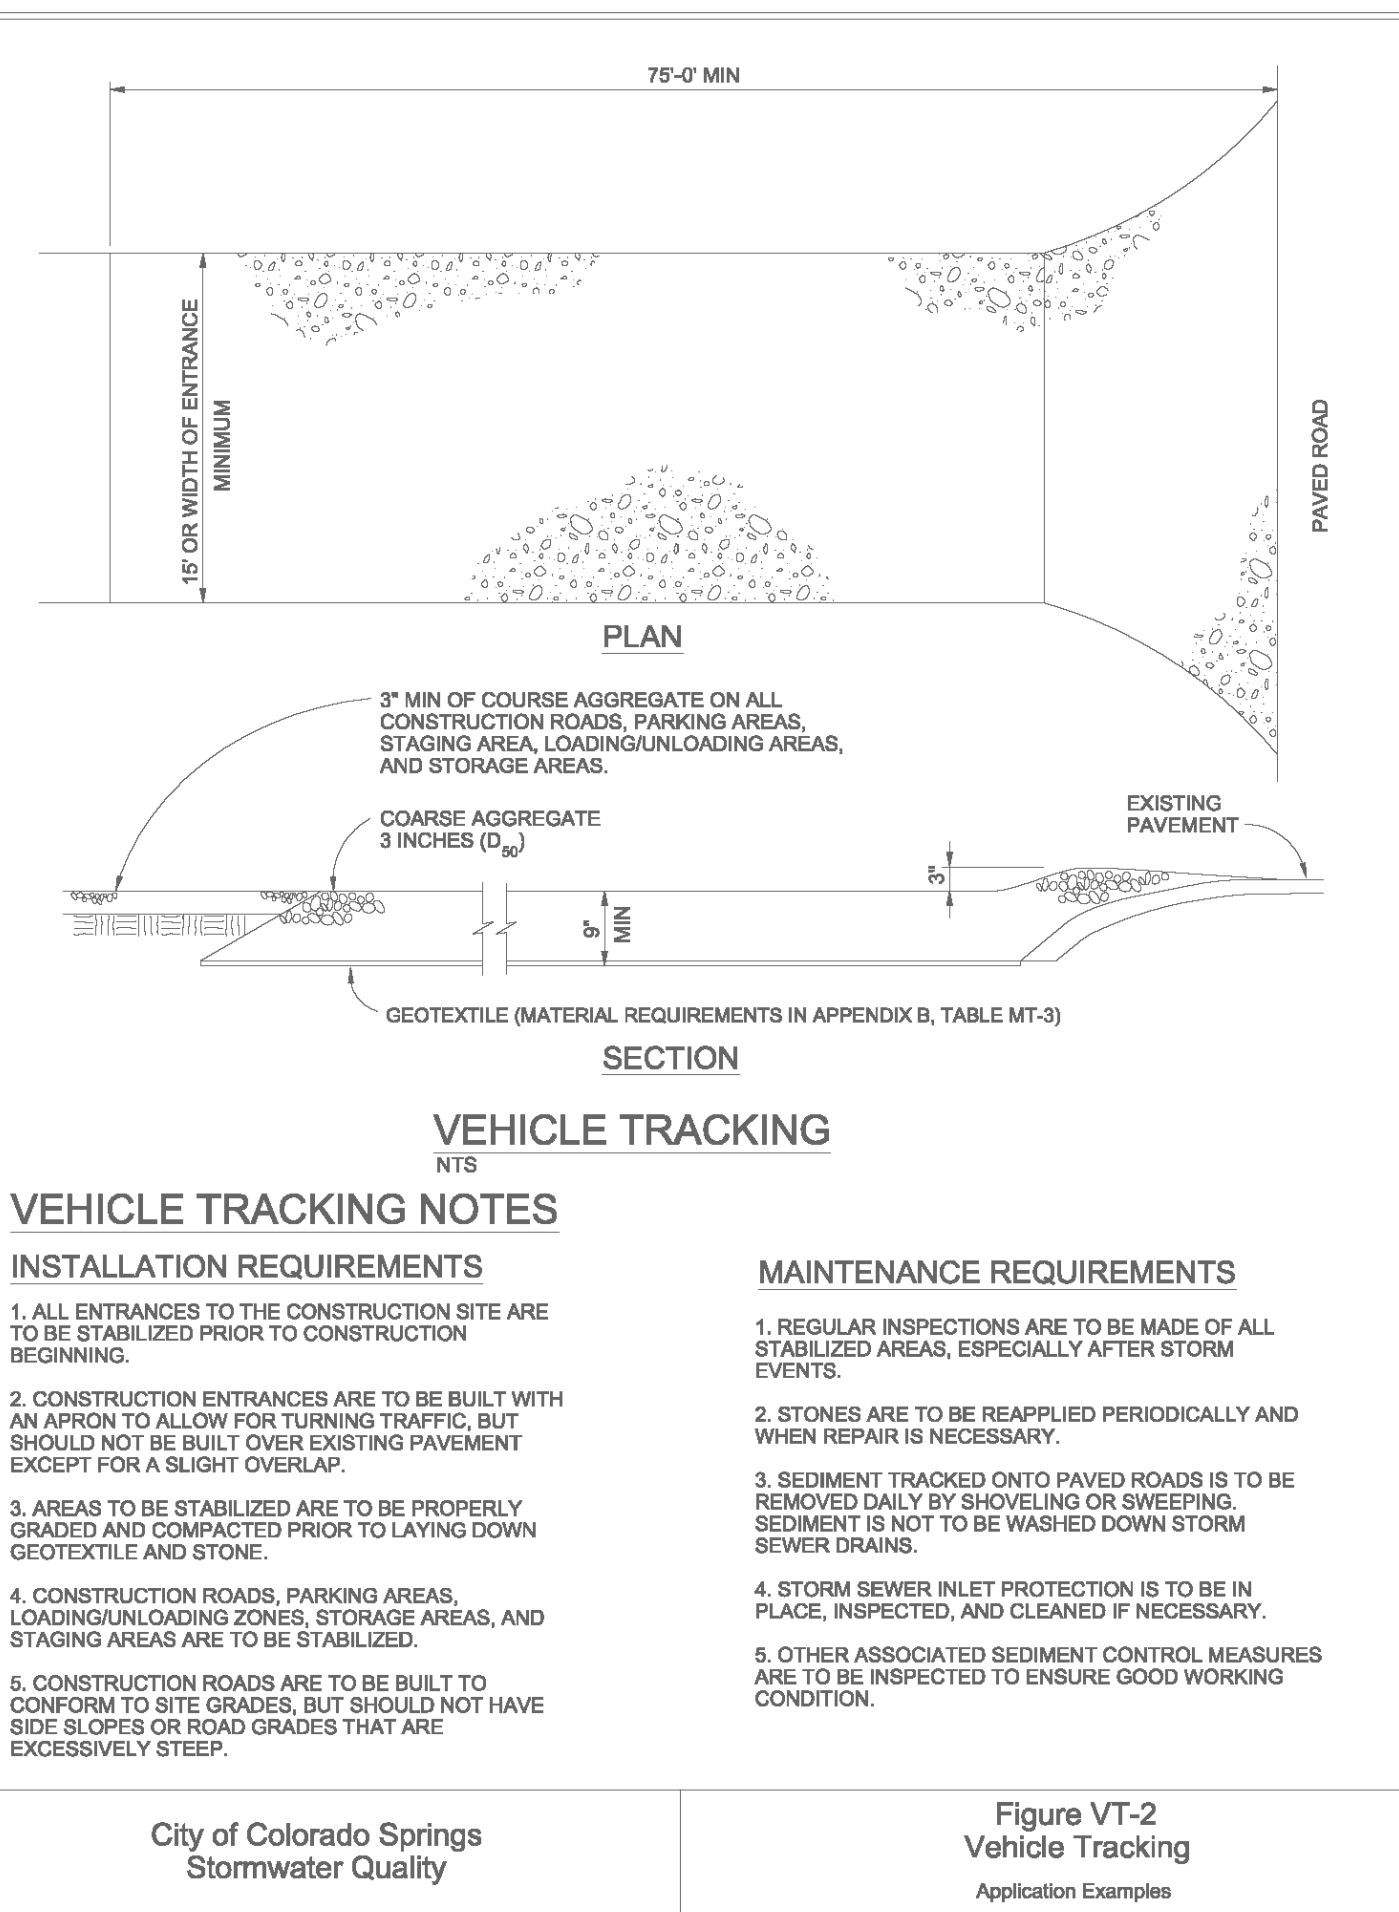 75'-0' MIN
15' OR WIDTH OF ENTRANCE
MINIMUM
PAVED ROAD
PLAN
3" MIN OF COURSE AGGREGATE ON ALL
CONSTRUCTION ROADS, PARKING AREAS,
STAGING AREA, LOADING/UNLOADING AREAS,
AND STORAGE AREAS.
COARSE AGGREGATE
3 INCHES (D50)
EXISTING
PAVEMENT
3"
9"
MIN
GEOTEXTILE (MATERIAL REQUIREMENTS IN APPENDIX B, TABLE MT-3)
SECTION
VEHICLE TRACKING
NTS
VEHICLE TRACKING NOTES
INSTALLATION REQUIREMENTS
1. ALL ENTRANCES TO THE CONSTRUCTION SITE ARE
TO BE STABILIZED PRIOR TO CONSTRUCTION
BEGINNING.
2. CONSTRUCTION ENTRANCES ARE TO BE BUILT WITH
AN APRON TO ALLOW FOR TURNING TRAFFIC, BUT
SHOULD NOT BE BUILT OVER EXISTING PAVEMENT
EXCEPT FOR A SLIGHT OVERLAP.
3. AREAS TO BE STABILIZED ARE TO BE PROPERLY
GRADED AND COMPACTED PRIOR TO LAYING DOWN
GEOTEXTILE AND STONE.
4. CONSTRUCTION ROADS, PARKING AREAS,
LOADING/UNLOADING ZONES, STORAGE AREAS, AND
STAGING AREAS ARE TO BE STABILIZED.
5. CONSTRUCTION ROADS ARE TO BE BUILT TO
CONFORM TO SITE GRADES, BUT SHOULD NOT HAVE
SIDE SLOPES OR ROAD GRADES THAT ARE
EXCESSIVELY STEEP.
MAINTENANCE REQUIREMENTS
1. REGULAR INSPECTIONS ARE TO BE MADE OF ALL
STABILIZED AREAS, ESPECIALLY AFTER STORM
EVENTS.
2. STONES ARE TO BE REAPPLIED PERIODICALLY AND
WHEN REPAIR IS NECESSARY.
3. SEDIMENT TRACKED ONTO PAVED ROADS IS TO BE
REMOVED DAILY BY SHOVELING OR SWEEPING.
SEDIMENT IS NOT TO BE WASHED DOWN STORM
SEWER DRAINS.
4. STORM SEWER INLET PROTECTION IS TO BE IN
PLACE, INSPECTED, AND CLEANED IF NECESSARY.
5. OTHER ASSOCIATED SEDIMENT CONTROL MEASURES
ARE TO BE INSPECTED TO ENSURE GOOD WORKING
CONDITION.
City of Colorado Springs
Stormwater Quality
Figure VT-2
Vehicle Tracking
Application Examples